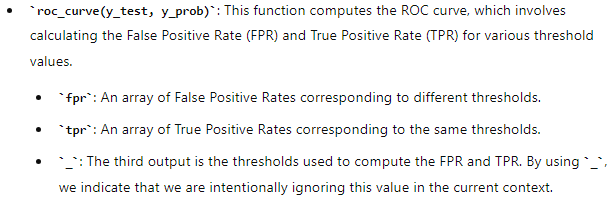 • `roc_curve(y_test, y_prob)`: This function computes the ROC curve, which involves
calculating the False Positive Rate (FPR) and True Positive Rate (TPR) for various threshold
values.
• `fpr`: An array of False Positive Rates corresponding to different thresholds.
• `tpr`: An array of True Positive Rates corresponding to the same thresholds.
• `_`: The third output is the thresholds used to compute the FPR and TPR. By using `_`,
we indicate that we are intentionally ignoring this value in the current context.